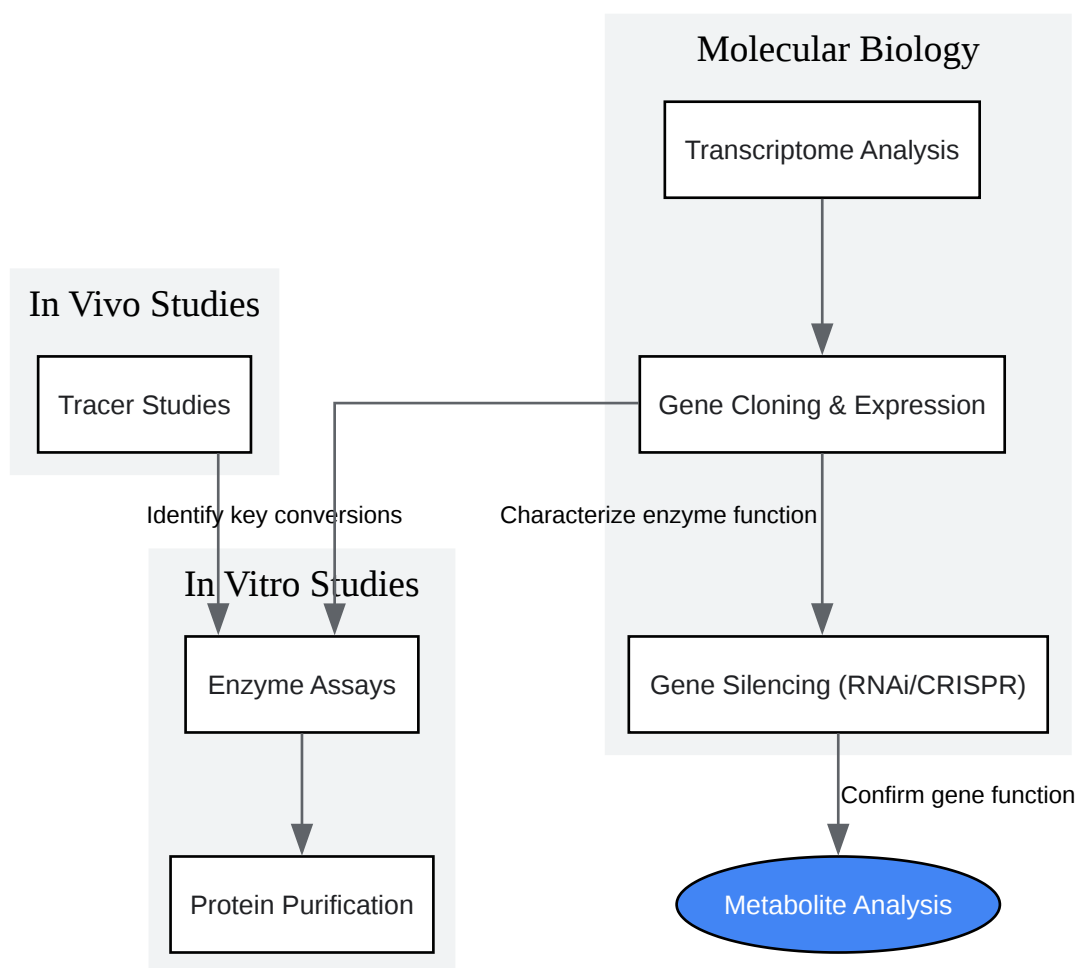 Molecular Biology
Transcriptome Analysis
In Vivo Studies
Tracer Studies
Gene Cloning & Expression
Identify key conversions
Characterize enzyme function
In Vitro Studies
Enzyme Assays
Gene Silencing (RNAi/CRISPR)
Confirm gene function
Protein Purification
Metabolite Analysis